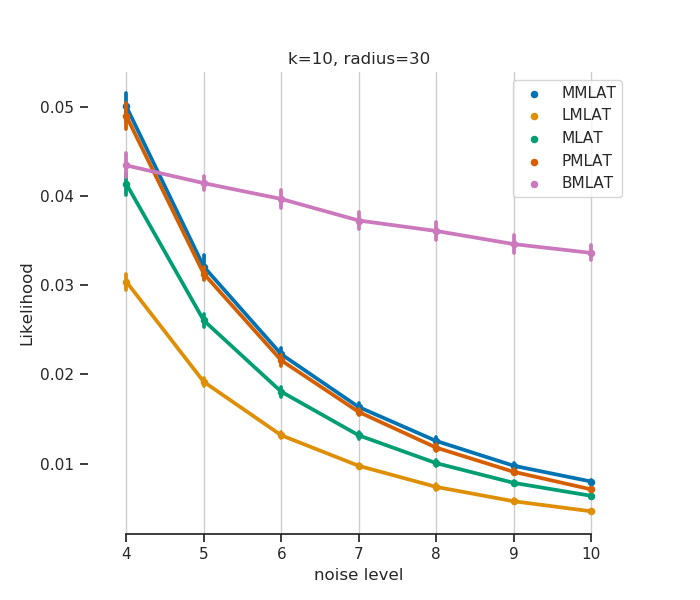 k=10, radius=30
MMLAT
LMLAT
MLAT
PMLAT
BMLAT
0.05
0.04
0.03
0.02
0.01
Likelihood
4 5 6 7 8 9 10
noise level